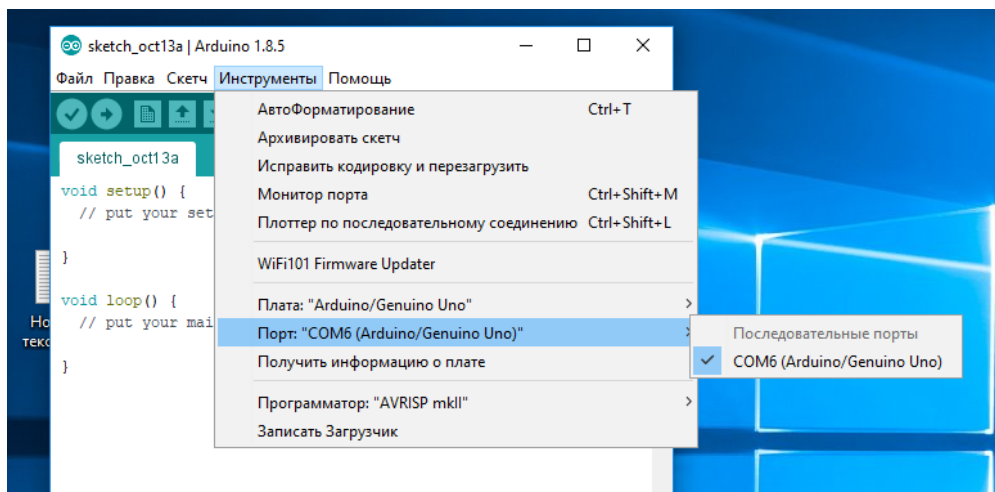 sketch_oct13a | Arduino 1.8.5
Файл Правка Скетч Инструменты Помощь
sketch_oct13a
void setup() {
// put your set
}
void loop() {
// put your mai
}
АвтоФорматирование Ctrl+T
Архивировать скетч
Исправить кодировку и перезагрузить
Монитор порта Ctrl+Shift+M
Плоттер по последовательному соединению Ctrl+Shift+L
WiFi101 Firmware Updater
Плата: "Arduino/Genuino Uno"
Порт: "COM6 (Arduino/Genuino Uno)"
Получить информацию о плате
Программатор: "AVRISP mkII"
Записать Загрузчик
Последовательные порты
COM6 (Arduino/Genuino Uno)
Но
текс